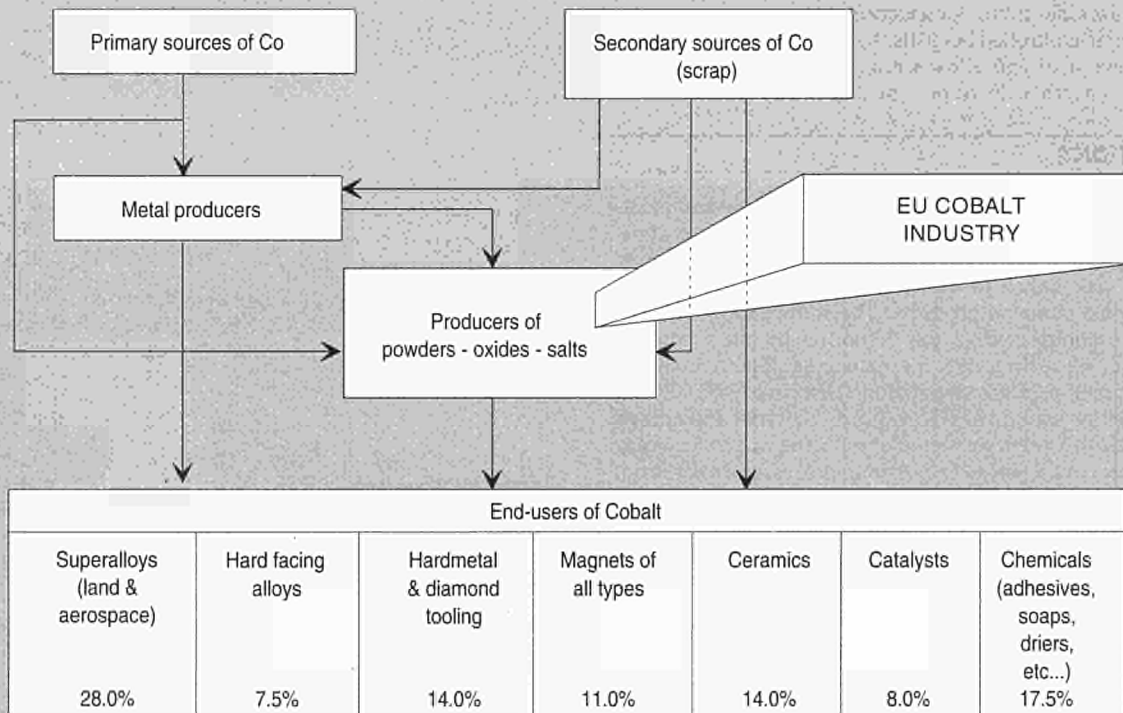 Primary sources of Co
Secondary sources of Co
(scrap)
Metal producers
EU COBALT
INDUSTRY
Producers of
powders - oxides - salts
End-users of Cobalt
Superalloys
(land &
aerospace)
28.0%
Hard facing
alloys
7.5%
Hardmetal
& diamond
tooling
14.0%
Magnets of
all types
11.0%
Ceramics
14.0%
Catalysts
8.0%
Chemicals
(adhesives,
soaps,
driers,
etc...)
17.5%